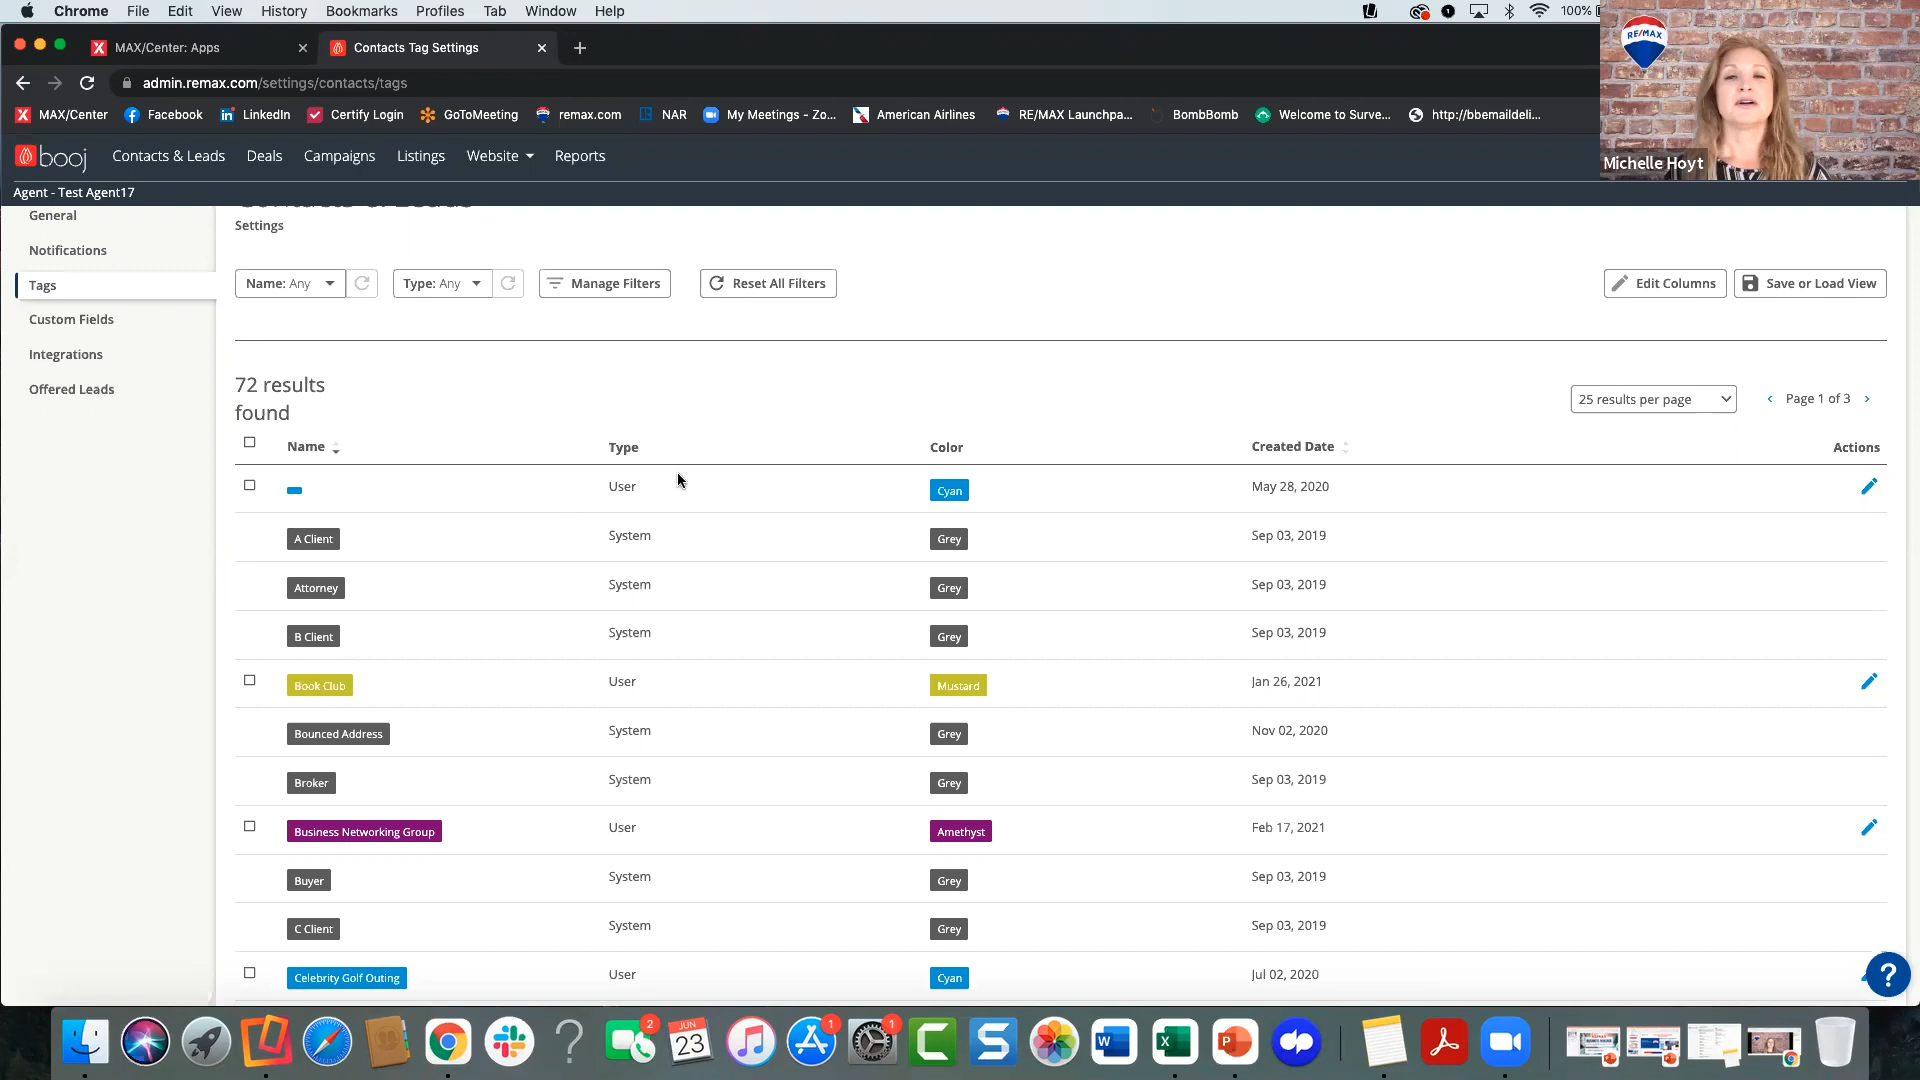 Chrome File Edit View History Bookmarks Profiles Tab Window Help
100%
MAX/Center: Apps
Contacts Tag Settings
admin.remax.com/settings/contacts/tags
MAX/Center Facebook LinkedIn Certify Login GoToMeeting remax.com NAR My Meetings - Zo... American Airlines RE/MAX Launchpa... BombBomb Welcome to Surve... http://bbemaildeli...
RE/MAX
Michelle Hoyt
booj Contacts & Leads Deals Campaigns Listings Website Reports
Agent - Test Agent17
General
Notifications
Tags
Custom Fields
Integrations
Offered Leads
Settings
Name: Any Type: Any Manage Filters Reset All Filters Edit Columns Save or Load View
72 results
found
25 results per page Page 1 of 3
Name Type Color Created Date Actions
User Cyan May 28, 2020
A Client System Grey Sep 03, 2019
Attorney System Grey Sep 03, 2019
B Client System Grey Sep 03, 2019
Book Club User Mustard Jan 26, 2021
Bounced Address System Grey Nov 02, 2020
Broker System Grey Sep 03, 2019
Business Networking Group User Amethyst Feb 17, 2021
Buyer System Grey Sep 03, 2019
C Client System Grey Sep 03, 2019
Celebrity Golf Outing User Cyan Jul 02, 2020
?
2
JUN
23
1
1